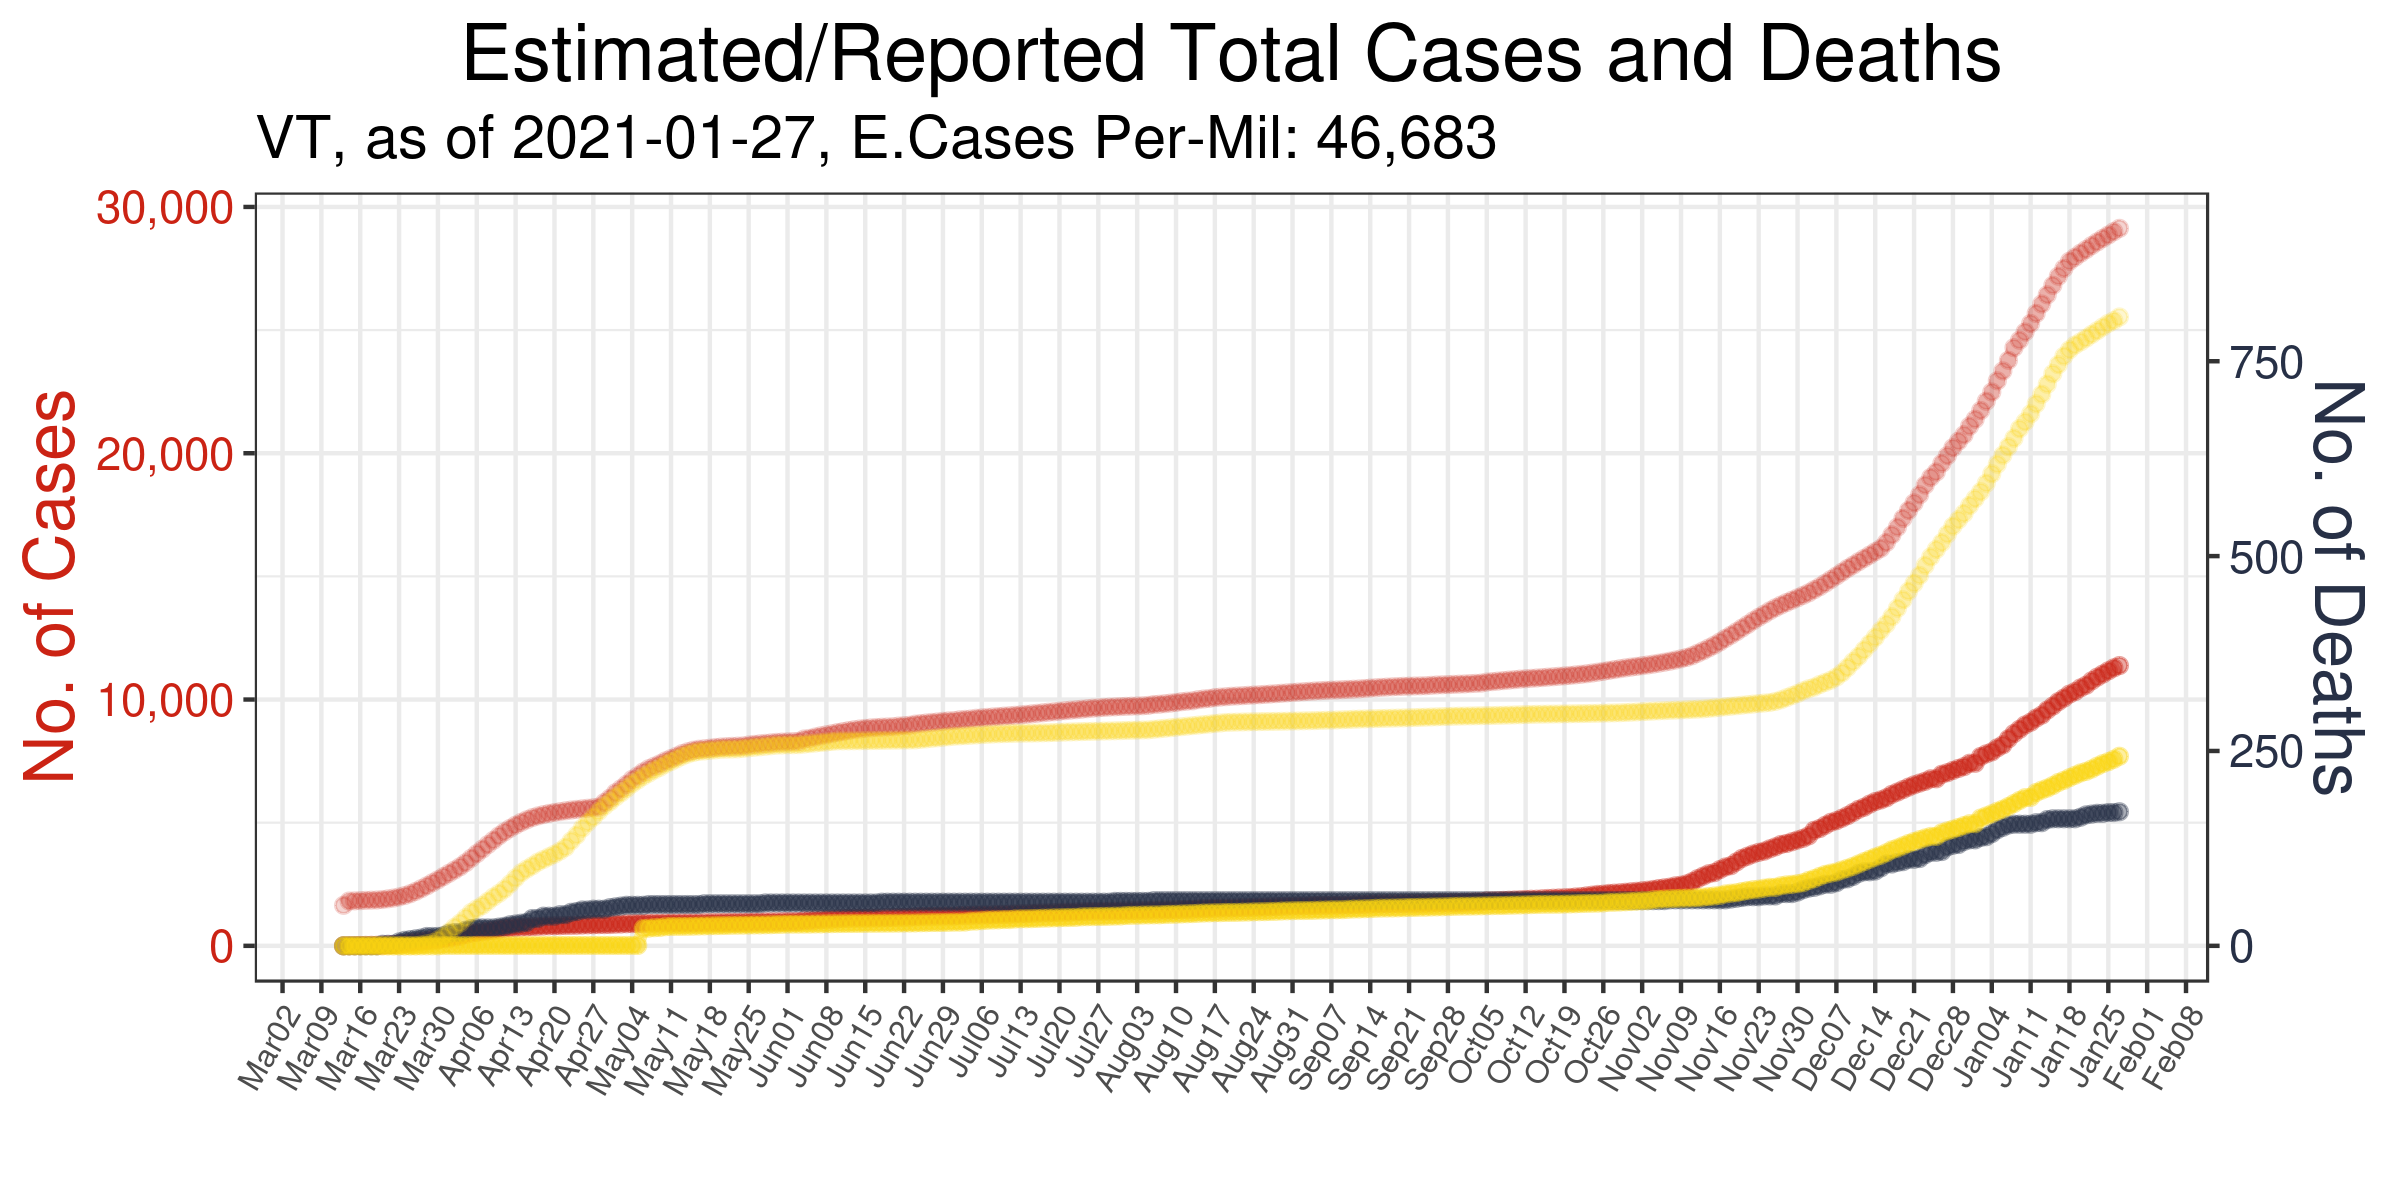 Estimated/Reported Total Cases and Deaths
VT, as of 2021-01-27, E.Cases Per-Mil: 46,683
No. of Cases
30,000
20,000
10,000
0
750
500
250
0
No. of Deaths
Mar02
Mar09
Mar16
Mar23
Mar30
Apr06
Apr13
Apr20
Apr27
May04
May11
May18
May25
Jun01
Jun08
Jun15
Jun22
Jun29
Jul06
Jul13
Jul20
Jul27
Aug03
Aug10
Aug17
Aug24
Aug31
Sep07
Sep14
Sep21
Sep28
Oct05
Oct12
Oct19
Oct26
Nov02
Nov09
Nov16
Nov23
Nov30
Dec07
Dec14
Dec21
Dec28
Jan04
Jan11
Jan18
Jan25
Feb01
Feb08